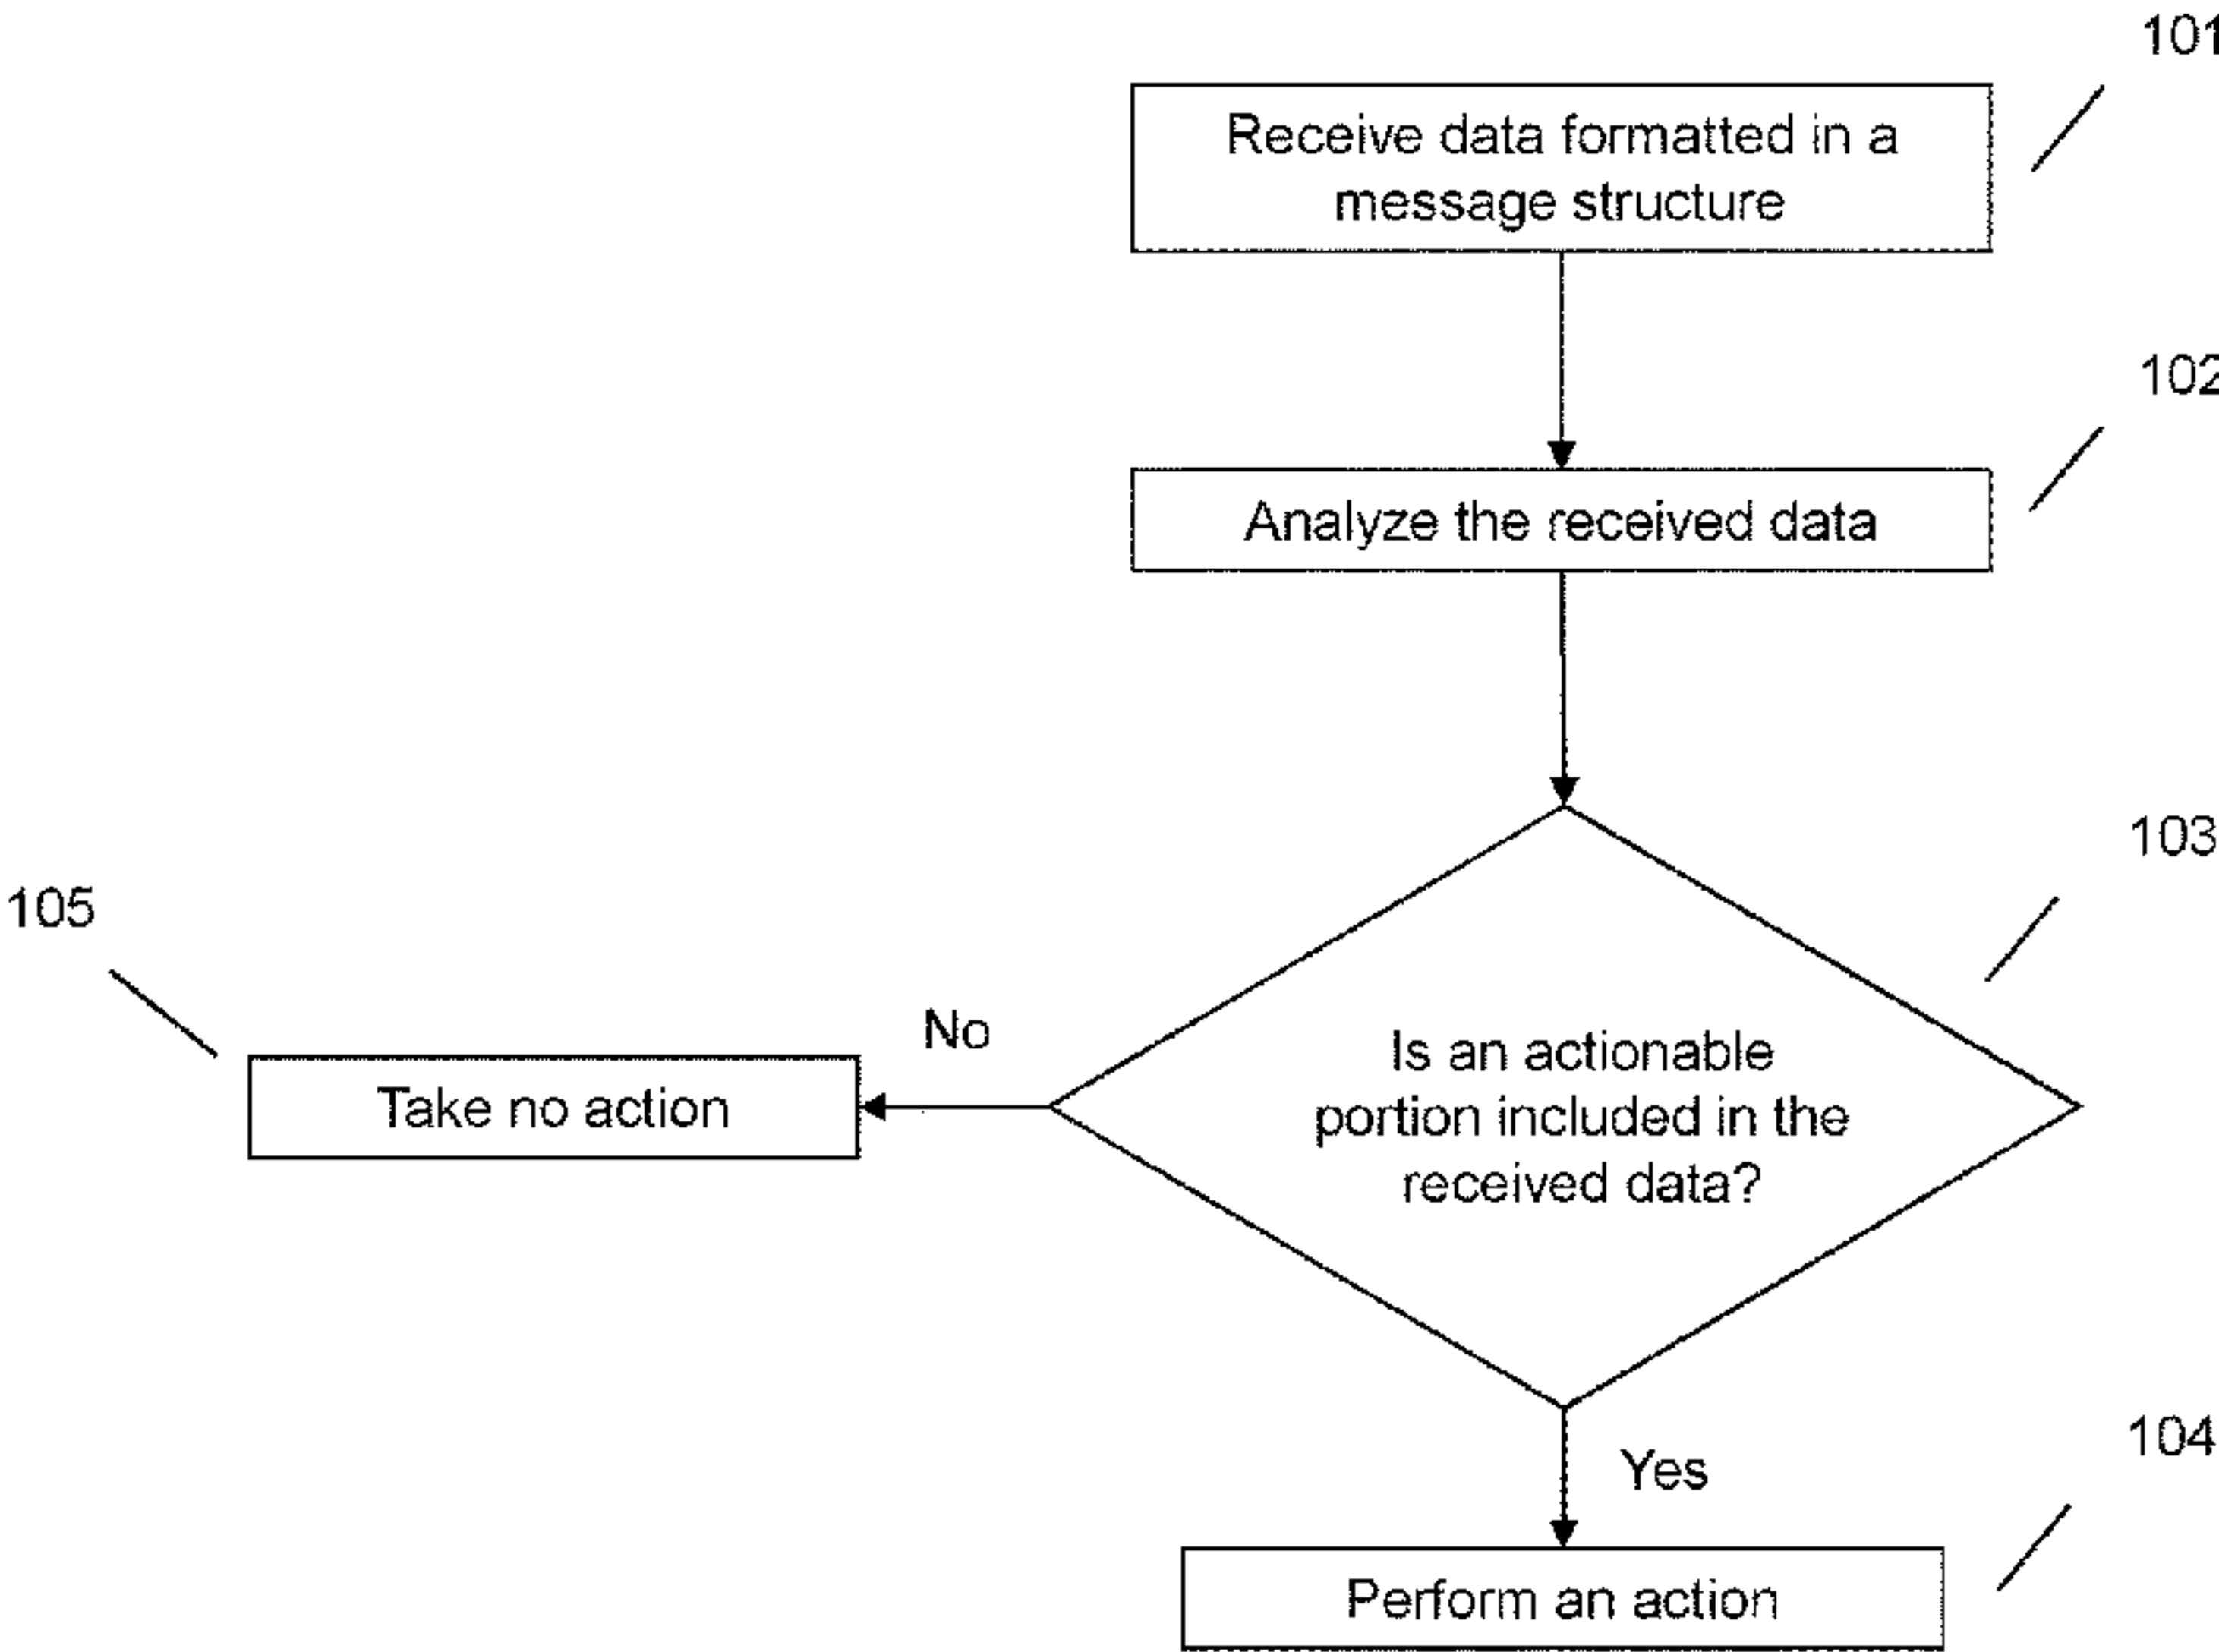 101
Receive data formatted in a
message structure
102
Analyze the received data
103
105
No
Is an actionable
portion included in the
received data?
Take no action
104
Yes
Perform an action